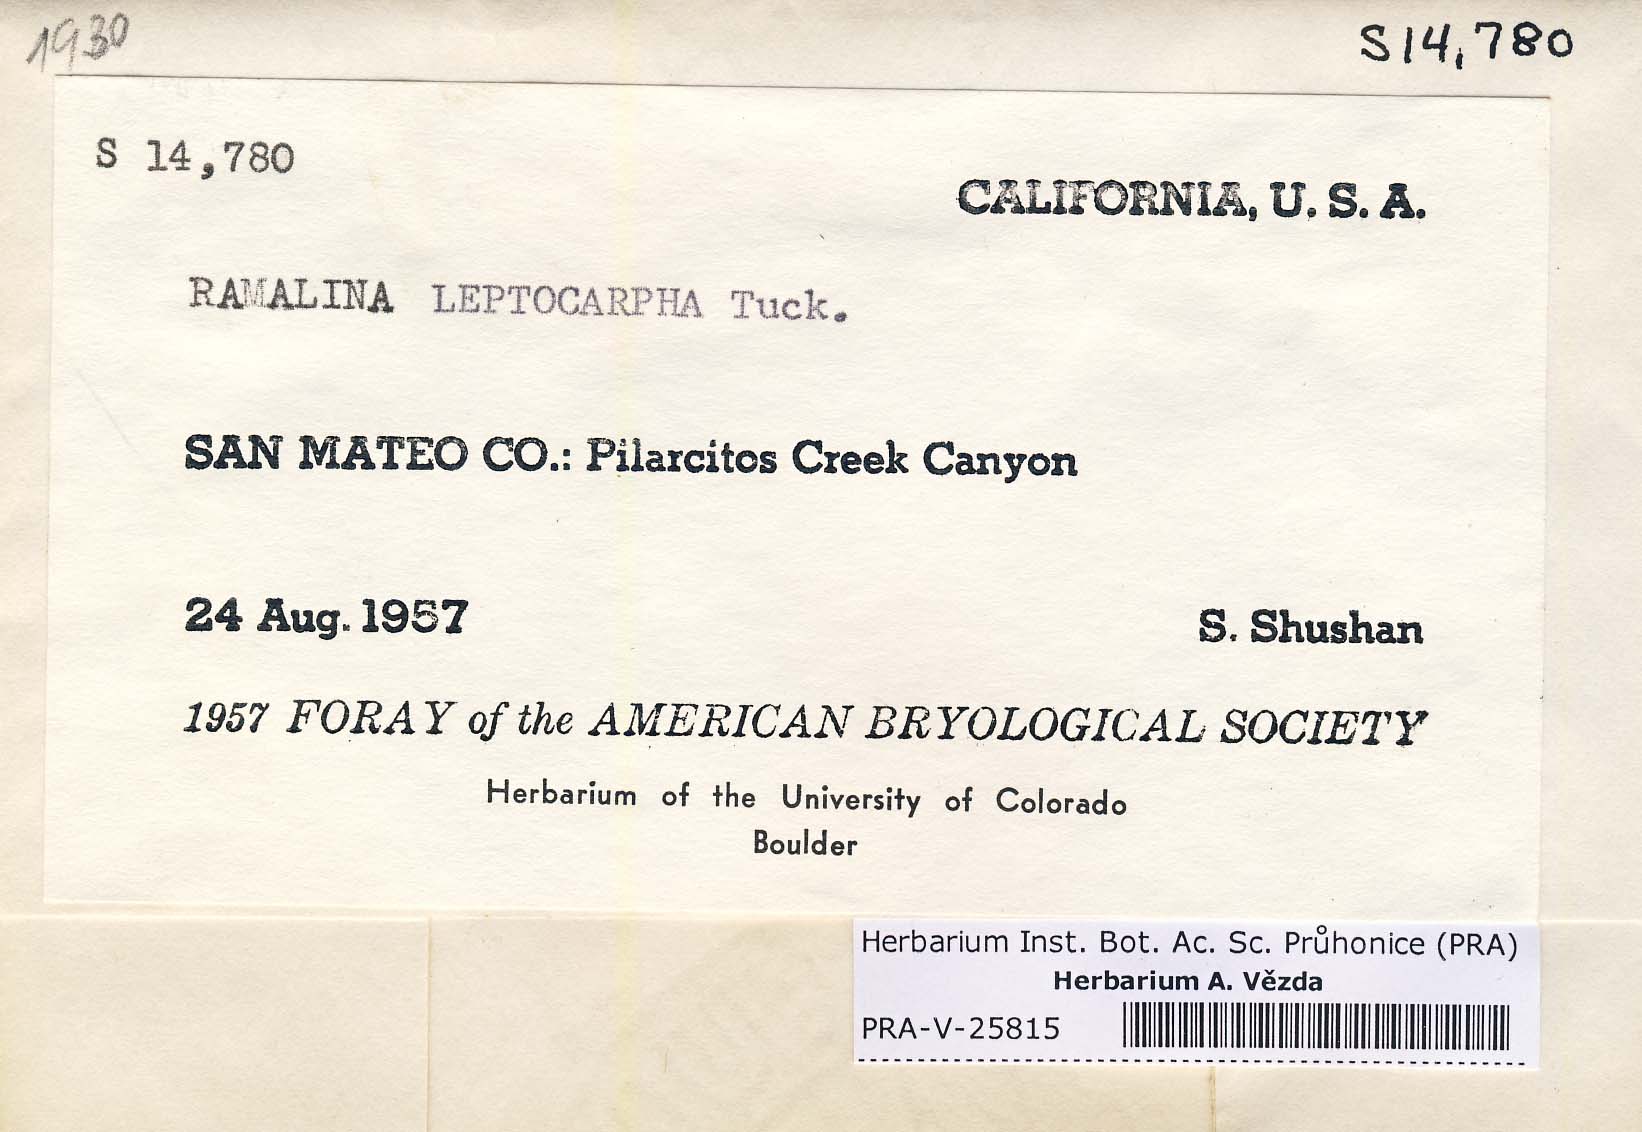 1930
S14,780
S 14,780
CALIFORNIA, U. S. A.
RAMALINA LEPTOCARPHA Tuck.
SAN MATEO CO.: Pilarcitos Creek Canyon
24 Aug. 1957
S. Shushan
1957 FORAY of the AMERICAN BRYOLOGICAL SOCIETY
Herbarium of the University of Colorado
Boulder
Herbarium Inst. Bot. Ac. Sc. Průhonice (PRA)
Herbarium A. Vězda
PRA-V-25815